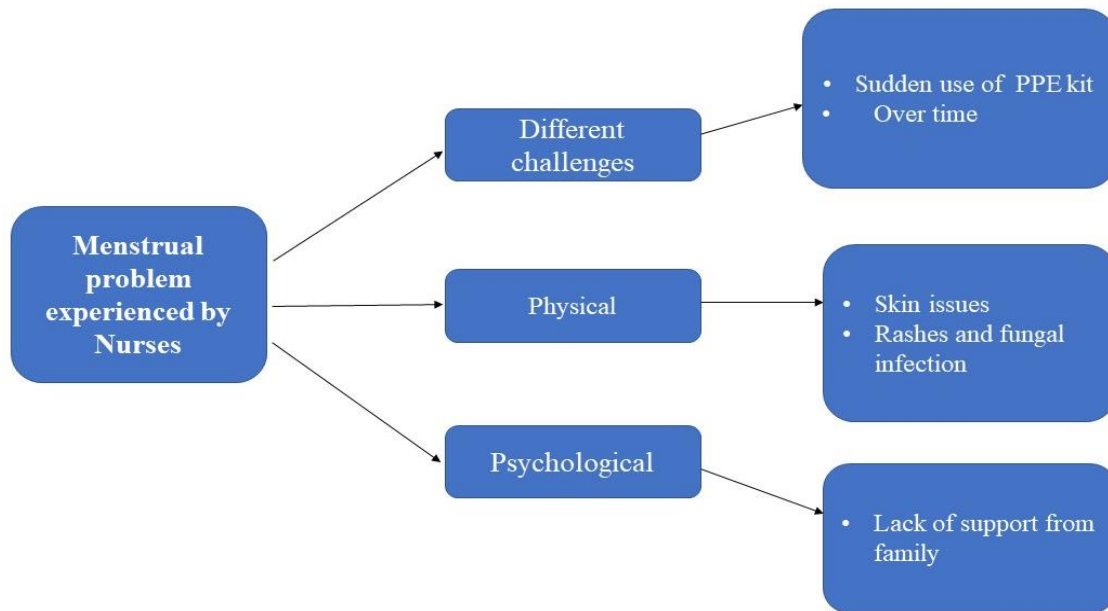 Menstrual
problem
experienced by
Nurses
Different
challenges
• Sudden use of PPE kit
• Over time
Physical
• Skin issues
• Rashes and fungal
infection
Psychological
• Lack of support from
family